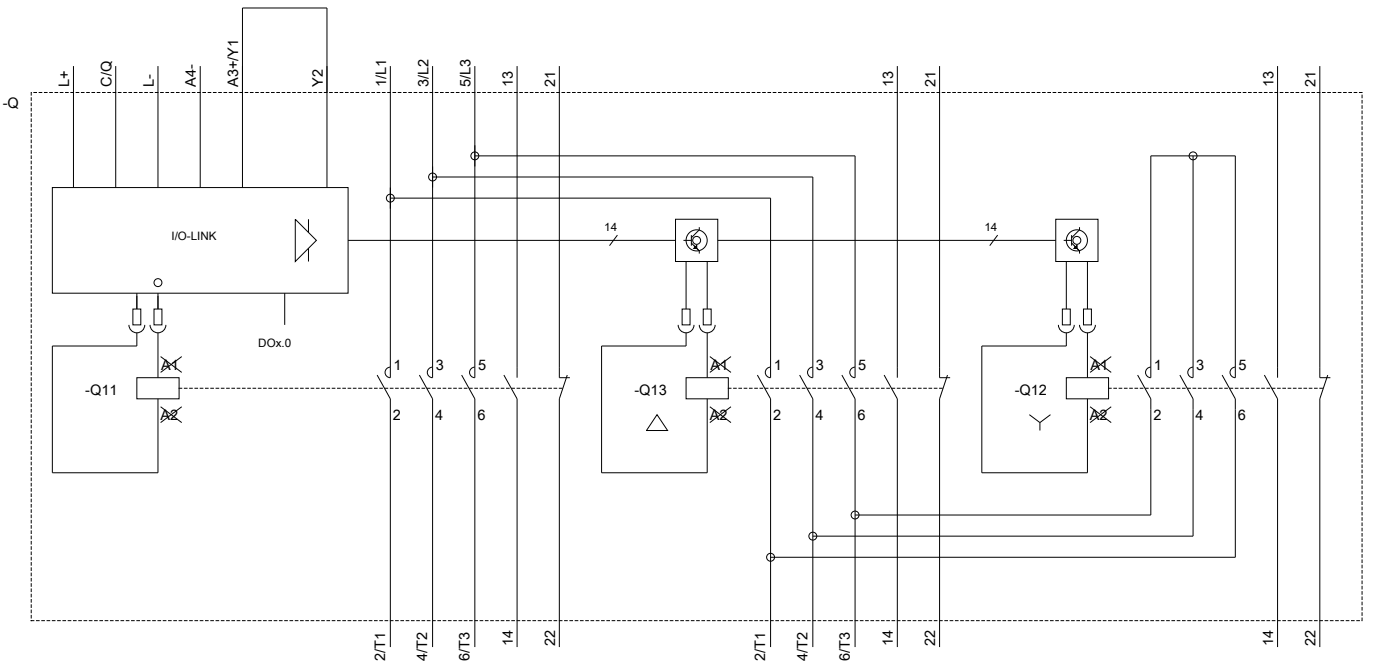 L+
C/Q
L-
A4-
A3+/Y1
Y2
1/L1
3/L2
5/L3
13
21
13
21
13
21
-Q
I/O-LINK
14
14
DOx.0
A1
1
3
5
A1
1
3
5
A1
1
3
5
-Q11
-Q13
-Q12
A2
2
4
6
A2
2
4
6
A2
2
4
6
2/T1
4/T2
6/T3
14
22
2/T1
4/T2
6/T3
14
22
14
22